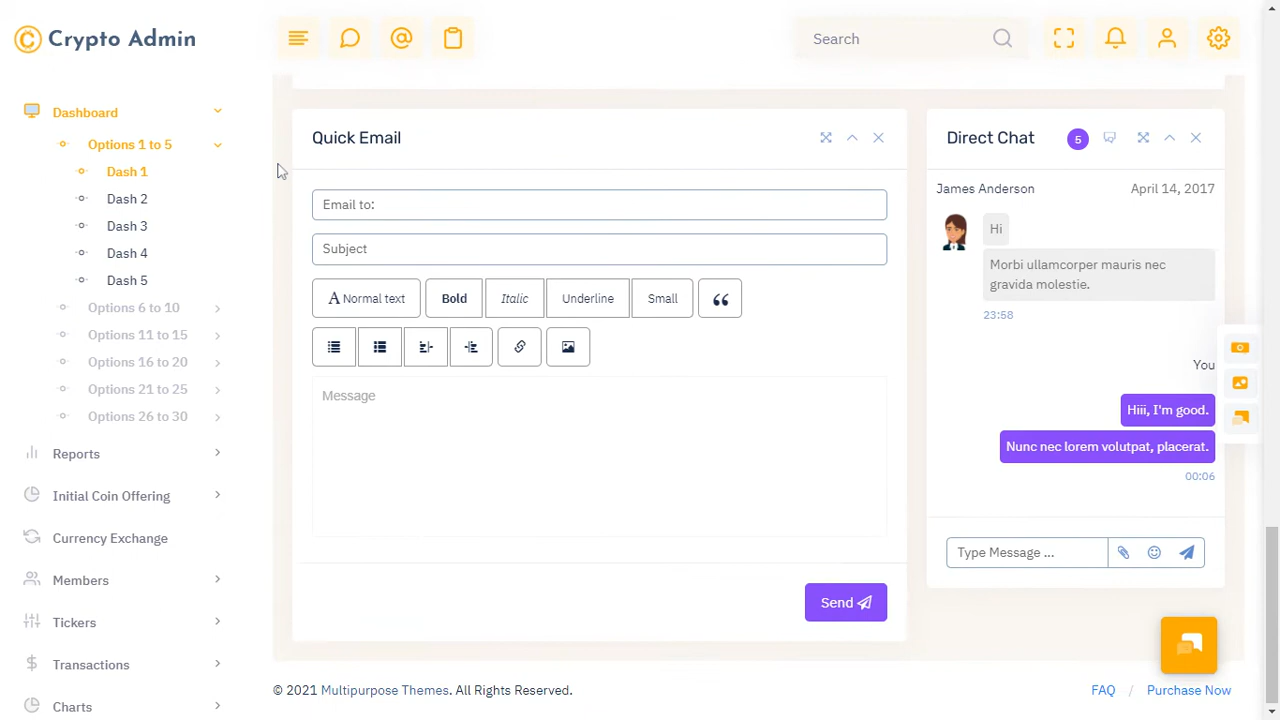 Crypto Admin
Search
Dashboard
Options 1 to 5
Dash 1
Dash 2
Dash 3
Dash 4
Dash 5
Options 6 to 10
Options 11 to 15
Options 16 to 20
Options 21 to 25
Options 26 to 30
Reports
Initial Coin Offering
Currency Exchange
Members
Tickers
Transactions
Charts
Quick Email
Email to:
Subject
A Normal text
Bold
Italic
Underline
Small
Message
Send
Direct Chat
5
James Anderson
April 14, 2017
Hi
Morbi ullamcorper mauris nec
gravida molestie.
23:58
You
Hiii, I'm good.
Nunc nec lorem volutpat, placerat.
00:06
Type Message ...
© 2021 Multipurpose Themes. All Rights Reserved.
FAQ / Purchase Now